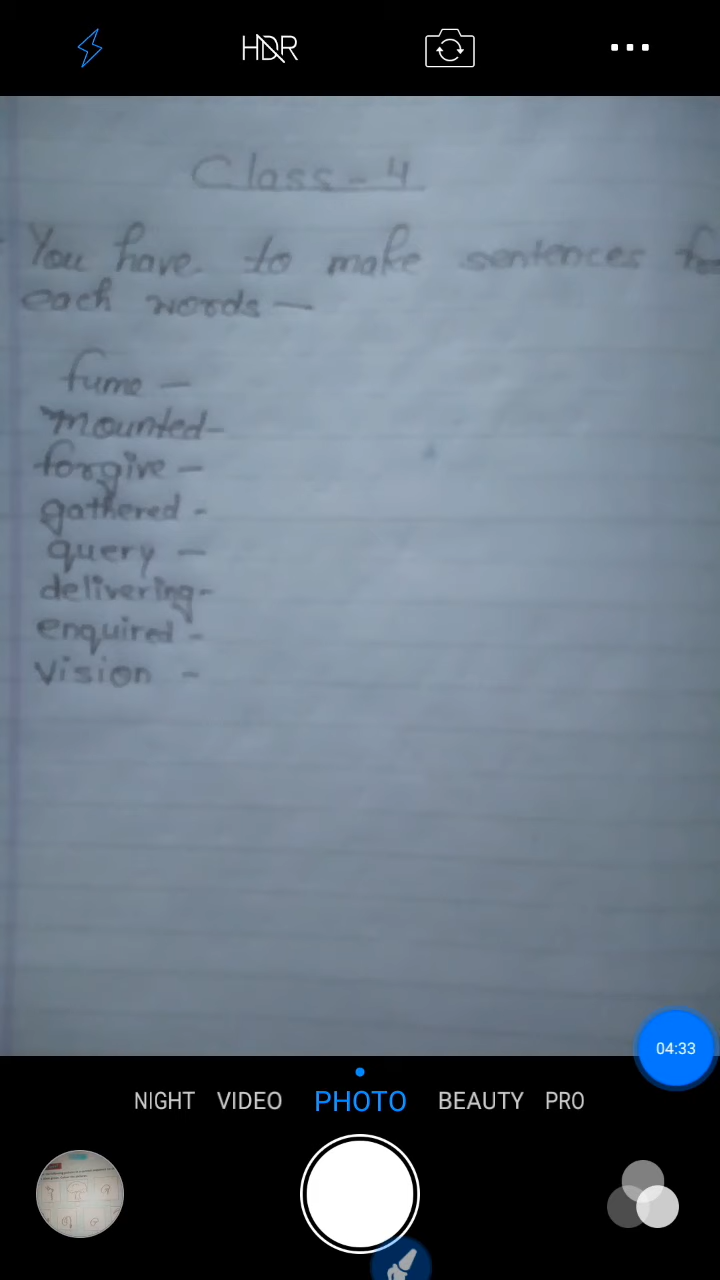 HDR
Class - 4
You have to make sentences for
each words —
fume —
mounted -
forgive —
gathered -
query —
delivering -
enquired -
vision -
04:33
NIGHT VIDEO PHOTO BEAUTY PRO